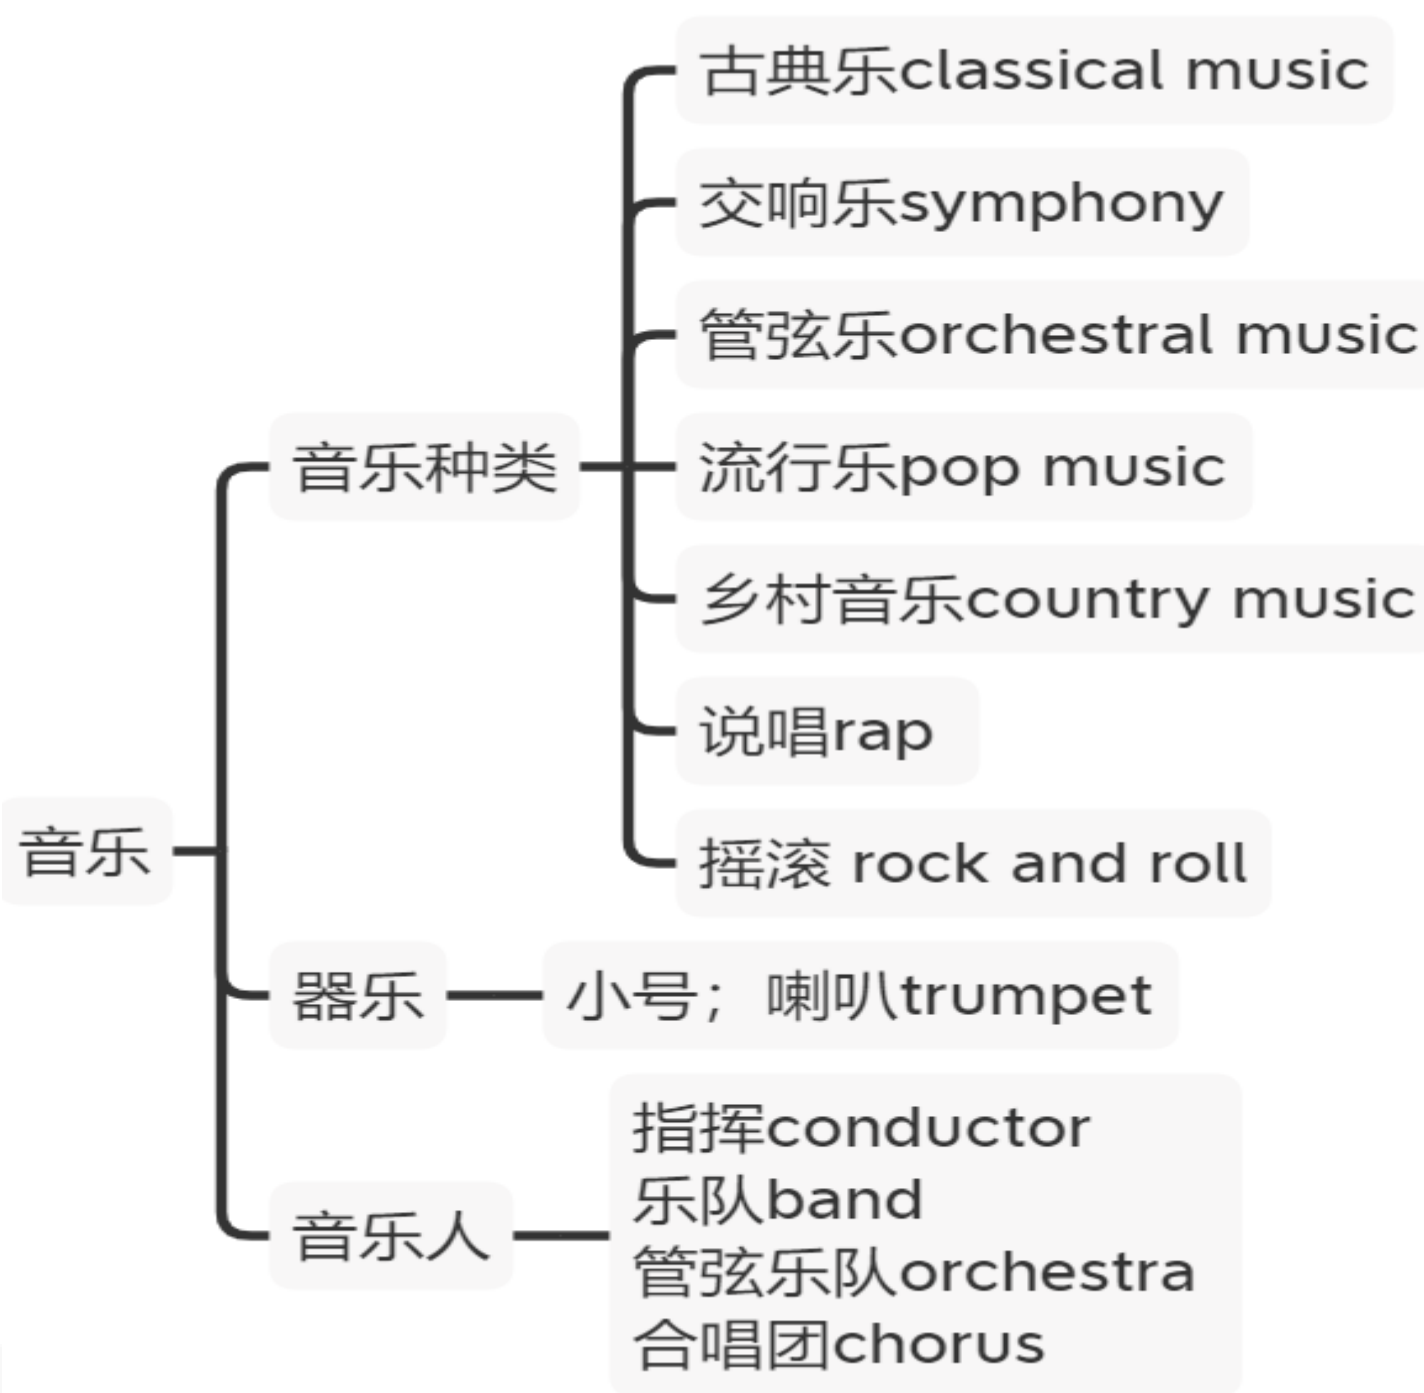 古典乐classical music
交响乐symphony
管弦乐orchestral music
音乐种类
流行乐pop music
乡村音乐country music
说唱rap
音乐
摇滚 rock and roll
器乐
小号；喇叭trumpet
音乐人
指挥conductor
乐队band
管弦乐队orchestra
合唱团chorus